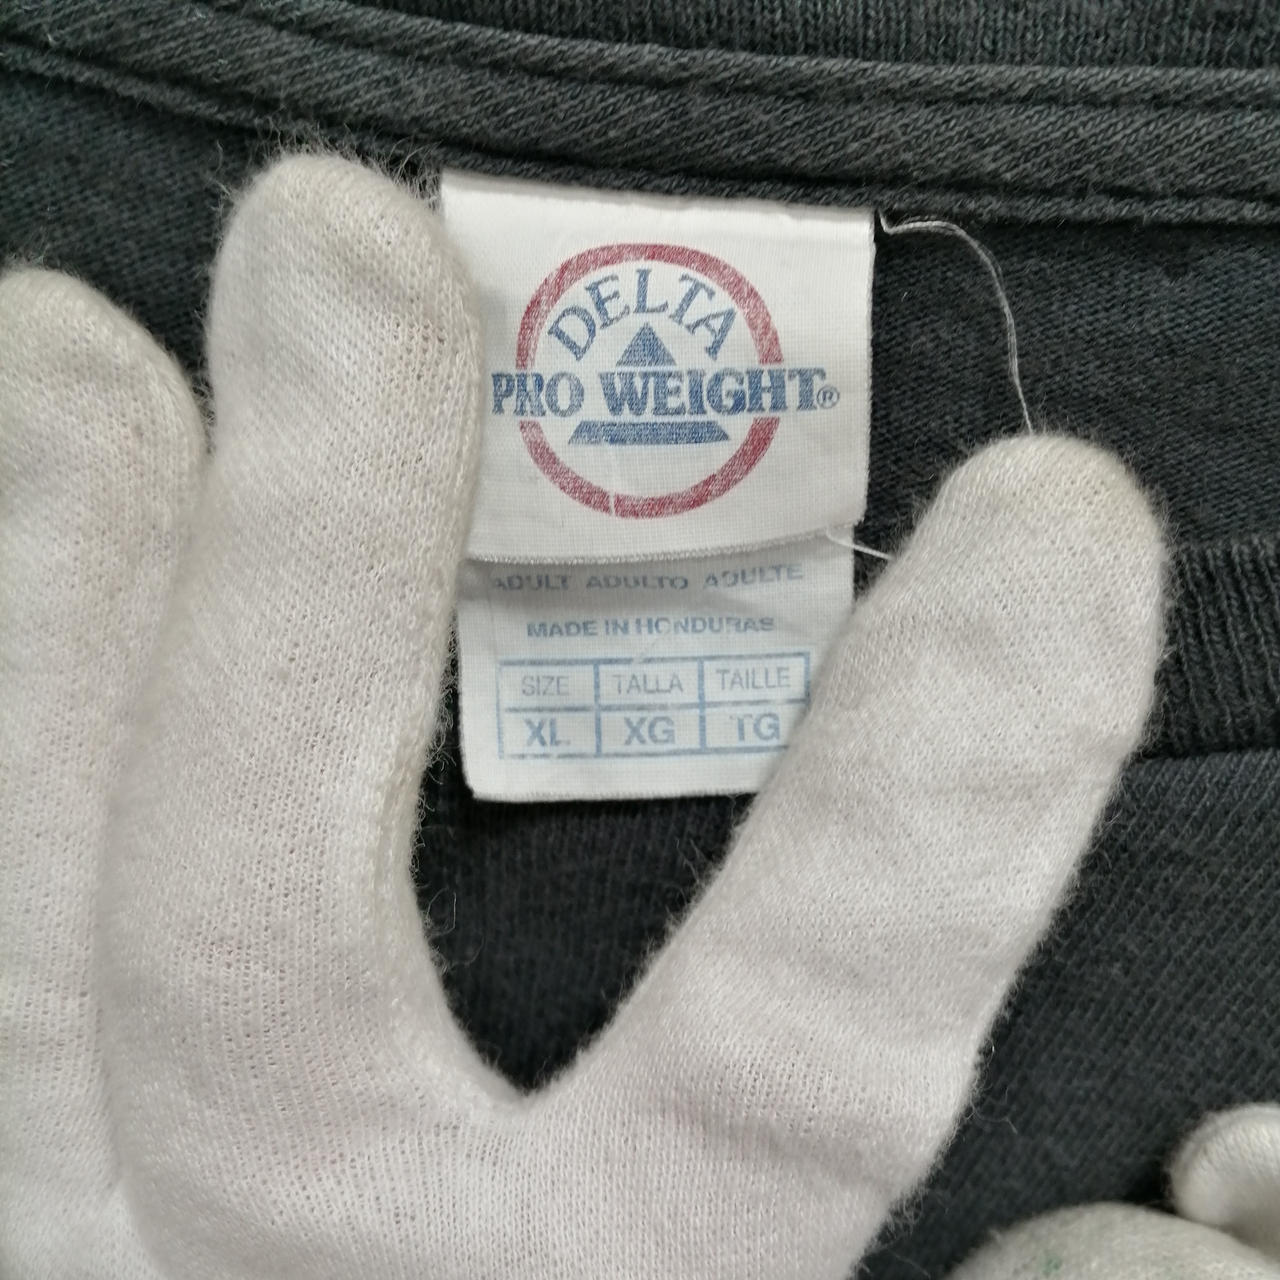 DELTA
PRO WEIGHT®
ADULT ADULTO ADULTE
MADE IN HONDURAS
SIZE TALLA TAILLE
XL XG TG